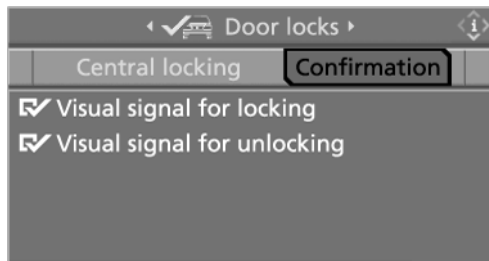 Door locks
i
Central locking Confirmation
Visual signal for locking
Visual signal for unlocking